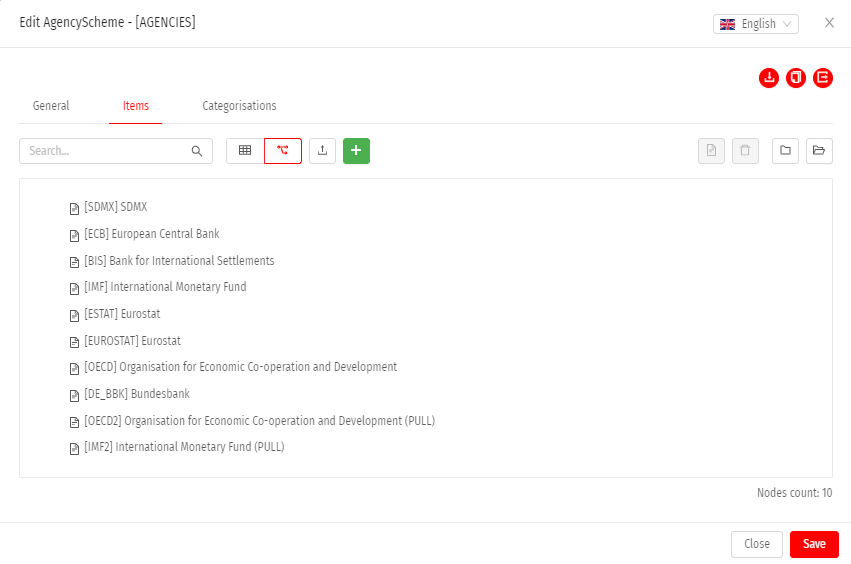 Edit AgencyScheme - [AGENCIES]
English
General Items Categorisations
Search...
[SDMX] SDMX
[ECB] European Central Bank
[BIS] Bank for International Settlements
[IMF] International Monetary Fund
[ESTAT] Eurostat
[EUROSTAT] Eurostat
[OECD] Organisation for Economic Co-operation and Development
[DE_BBK] Bundesbank
[OECD2] Organisation for Economic Co-operation and Development (PULL)
[IMF2] International Monetary Fund (PULL)
Nodes count: 10
Close Save